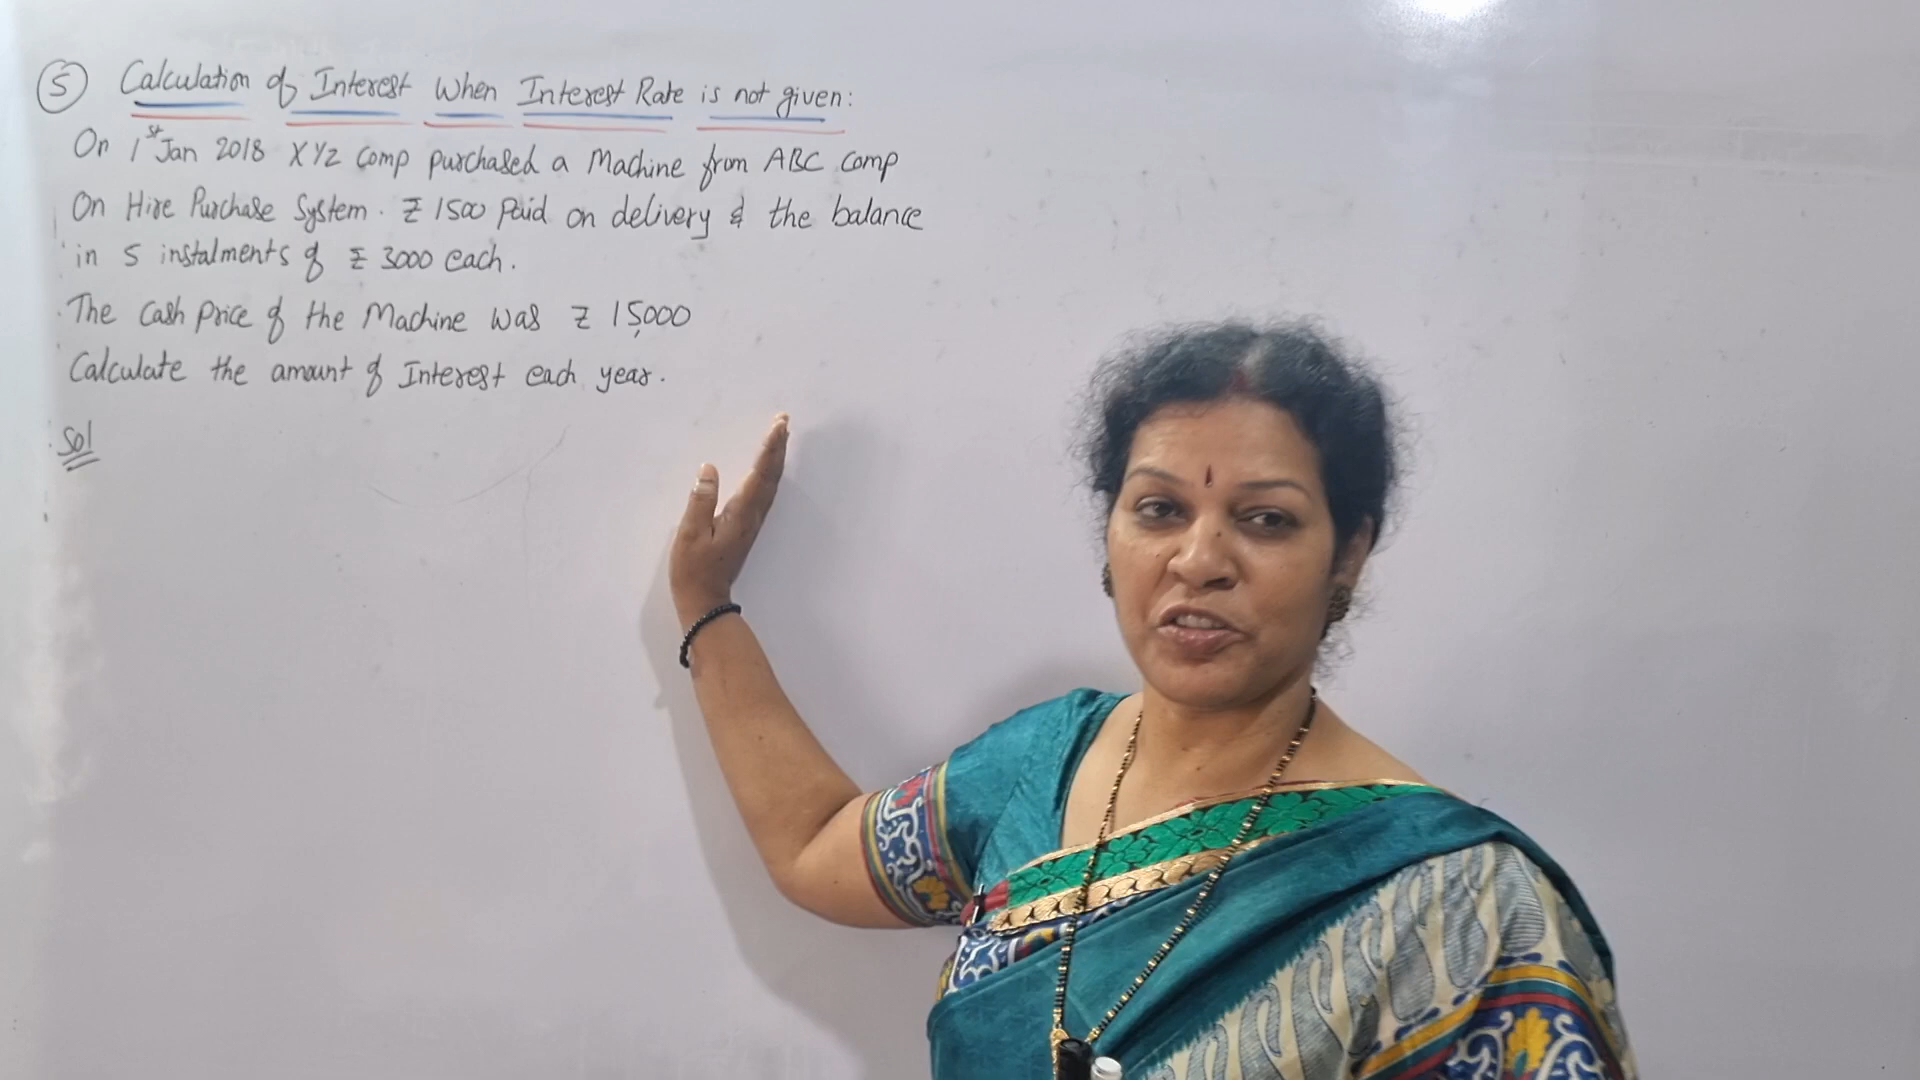 5 Calculation of Interest when Interest Rate is not given:
On 1st Jan 2018 XYZ Comp purchased a Machine from ABC Comp
On Hire Purchase System. ₹ 1500 Paid on delivery & the balance
in 5 instalments of ₹ 3000 each.
The Cash Price of the Machine was ₹ 15,000
Calculate the amount of Interest each year.
Sol